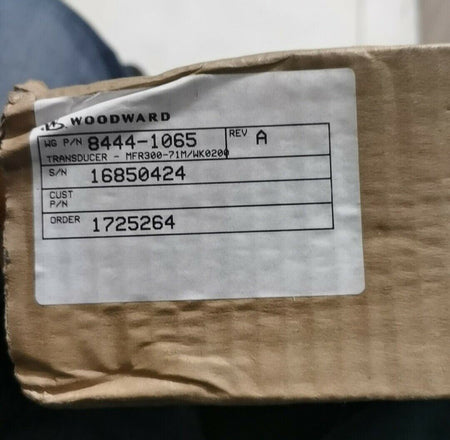 WOODWARD
WG P/N 8444-1065 REV A
TRANSDUCER - MFR300-71M/WK0200
S/N 16850424
CUST P/N
ORDER 1725264